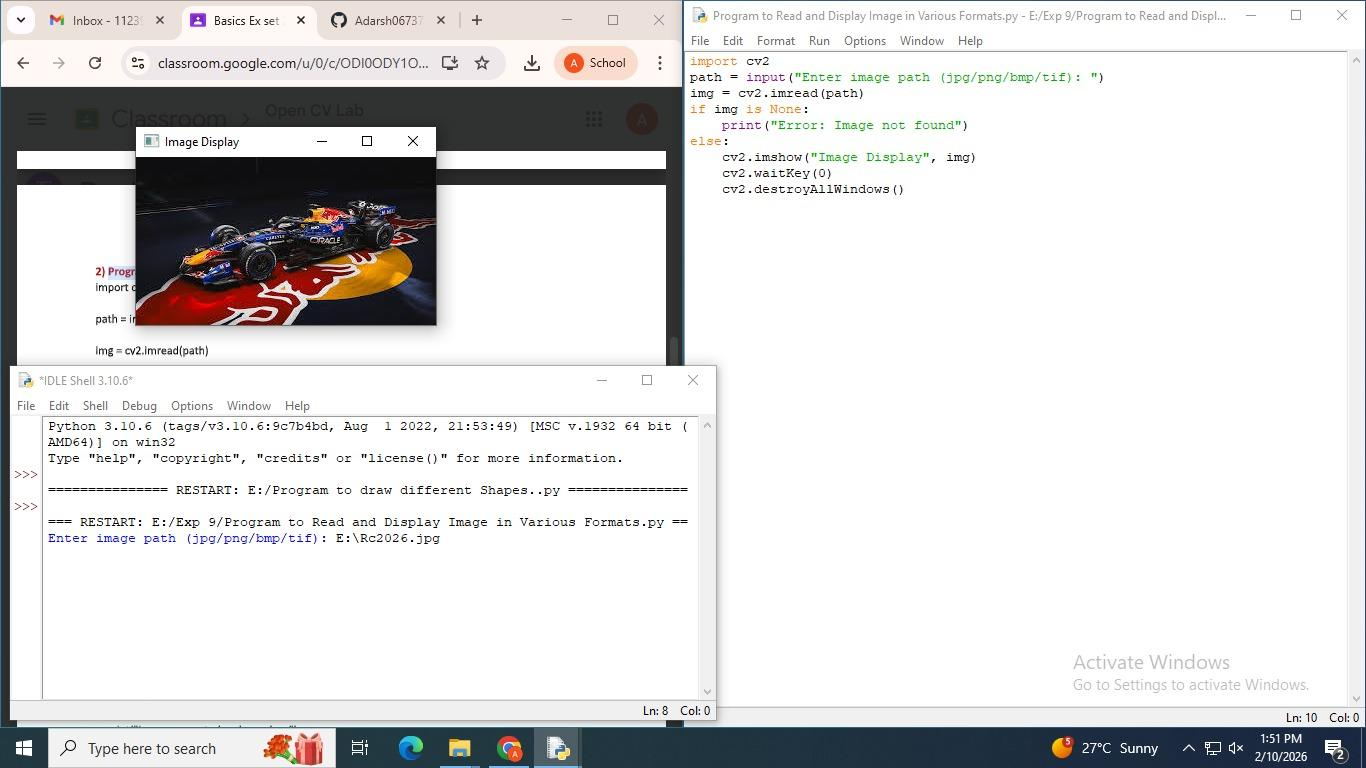 Inbox - 1123
Basics Ex set
Adarsh06737
classroom.google.com/u/0/c/ODI0ODY1O...
School
Classroom
Open CV Lab
Image Display
ORACLE
2) Progr
import c
path = i
img = cv2.imread(path)
*IDLE Shell 3.10.6*
File Edit Shell Debug Options Window Help
Python 3.10.6 (tags/v3.10.6:9c7b4bd, Aug  1 2022, 21:53:49) [MSC v.1932 64 bit (
AMD64)] on win32
Type "help", "copyright", "credits" or "license()" for more information.
>>>
=============== RESTART: E:/Program to draw different Shapes..py ===============
>>>
=== RESTART: E:/Exp 9/Program to Read and Display Image in Various Formats.py ==
Enter image path (jpg/png/bmp/tif): E:\Rc2026.jpg
Ln: 8 Col: 0
Program to Read and Display Image in Various Formats.py - E:/Exp 9/Program to Read and Displ...
File Edit Format Run Options Window Help
import cv2
path = input("Enter image path (jpg/png/bmp/tif): ")
img = cv2.imread(path)
if img is None:
    print("Error: Image not found")
else:
    cv2.imshow("Image Display", img)
    cv2.waitKey(0)
    cv2.destroyAllWindows()
Activate Windows
Go to Settings to activate Windows.
Ln: 10 Col: 0
Type here to search
5
27°C Sunny
1:51 PM
2/10/2026
2